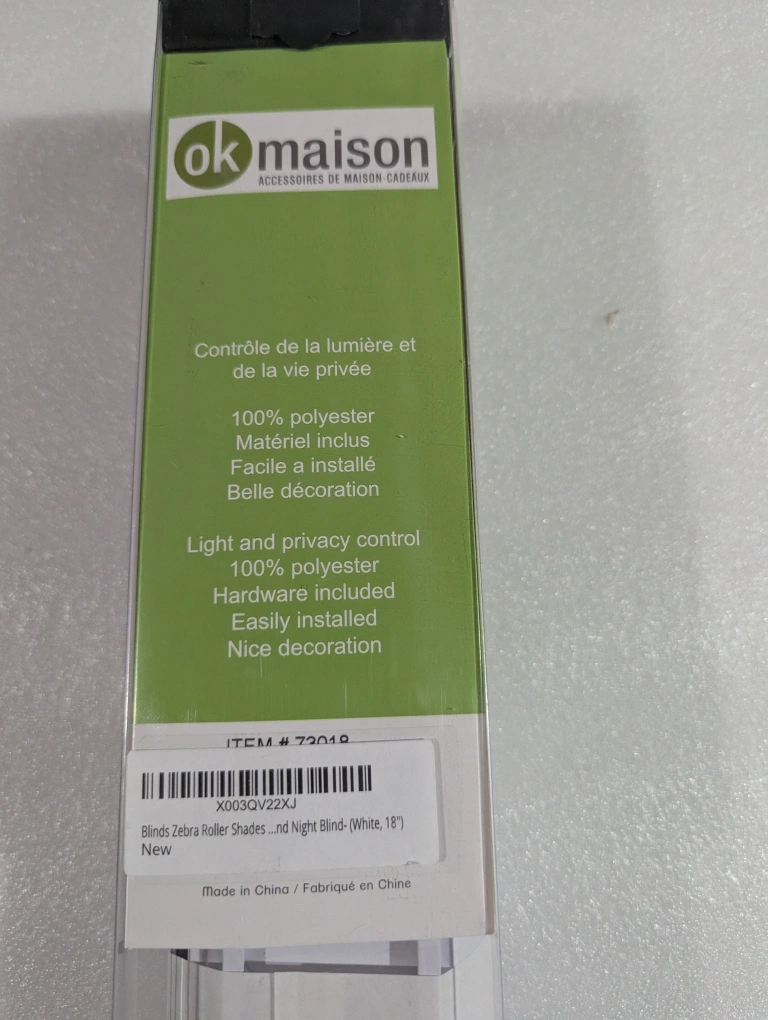 ok maison
ACCESSOIRES DE MAISON-CADEAUX
Contrôle de la lumière et
de la vie privée
100% polyester
Matériel inclus
Facile a installé
Belle décoration
Light and privacy control
100% polyester
Hardware included
Easily installed
Nice decoration
ITEM # 73018
X003QV22XJ
Blinds Zebra Roller Shades ...nd Night Blind- (White, 18")
New
Made in China / Fabriqué en Chine